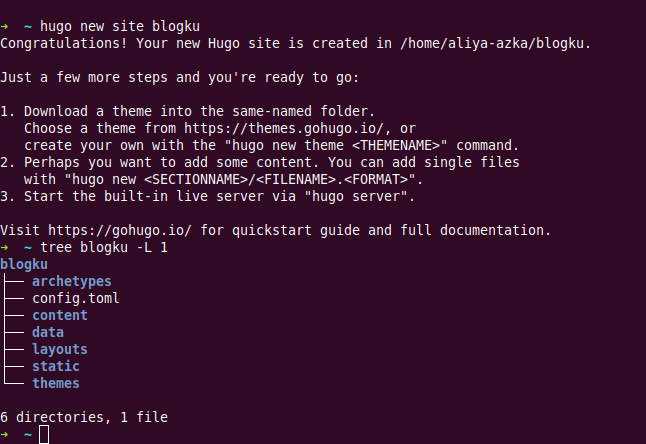 ➜  ~ hugo new site blogku
Congratulations! Your new Hugo site is created in /home/aliya-azka/blogku.
Just a few more steps and you're ready to go:
1. Download a theme into the same-named folder.
   Choose a theme from https://themes.gohugo.io/, or
   create your own with the "hugo new theme <THEMENAME>" command.
2. Perhaps you want to add some content. You can add single files
   with "hugo new <SECTIONNAME>/<FILENAME>.<FORMAT>".
3. Start the built-in live server via "hugo server".
Visit https://gohugo.io/ for quickstart guide and full documentation.
➜  ~ tree blogku -L 1
blogku
├── archetypes
├── config.toml
├── content
├── data
├── layouts
├── static
└── themes
6 directories, 1 file
➜  ~